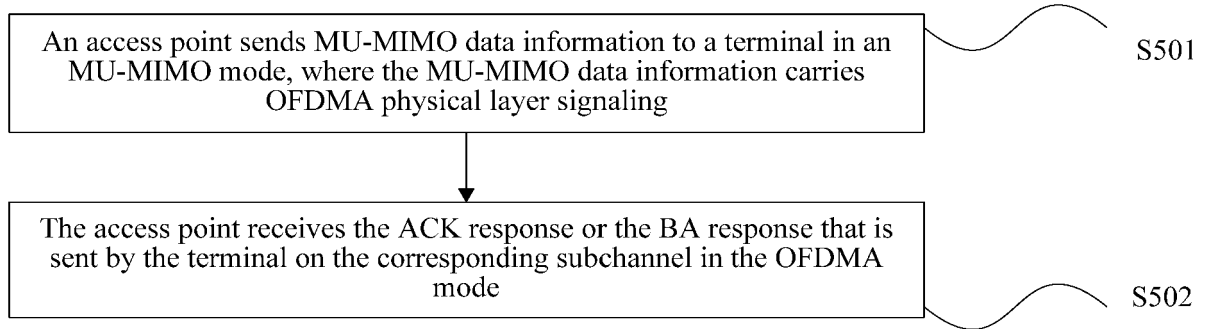 An access point sends MU-MIMO data information to a terminal in an
MU-MIMO mode, where the MU-MIMO data information carries
OFDMA physical layer signaling
S501
The access point receives the ACK response or the BA response that is
sent by the terminal on the corresponding subchannel in the OFDMA
mode
S502